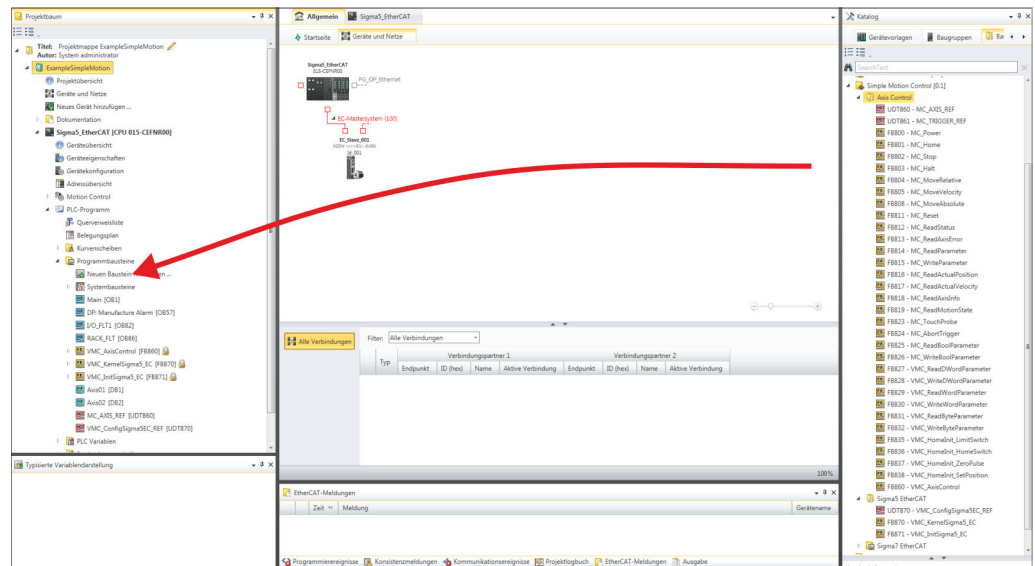 Projektbaum
Titel: Projektmappe ExampleSimpleMotion
Autor: System administrator
ExampleSimpleMotion
Projektübersicht
Geräte und Netze
Neues Gerät hinzufügen ...
Dokumentation
Sigma5_EtherCAT [CPU 015-CEFNR00]
Geräteübersicht
Geräteeigenschaften
Gerätekonfiguration
Adressübersicht
Motion Control
PLC-Programm
Querverweisliste
Belegungsplan
Kurvenscheiben
Programmbausteine
Neuen Baustein
Systembausteine
Main [OB1]
DP: Manufacture Alarm [OB57]
I/O_FLT1 [OB82]
RACK_FLT [OB86]
VMC_AxisControl [FB860]
VMC_KernelSigma5_EC [FB870]
VMC_InitSigma5_EC [FB871]
Axis01 [DB1]
Axis02 [DB2]
MC_AXIS_REF [UDT860]
VMC_ConfigSigma5EC_REF [UDT870]
PLC Variablen
Typisierte Variablendarstellung
Allgemein
Sigma5_EtherCAT
Startseite
Geräte und Netze
Sigma5_EtherCAT
015-CEFNR00
PG_OP_Ethernet
EC-Mastersystem (100)
EC_Slave_001
Id_001
Alle Verbindungen
Filter: Alle Verbindungen
Typ
Verbindungspartner 1
Verbindungspartner 2
Endpunkt
ID (hex)
Name
Aktive Verbindung
Endpunkt
ID (hex)
Name
Aktive Verbindung
100%
EtherCAT-Meldungen
Zeit
Meldung
Gerätename
Programmierereignisse
Konsistenzmeldungen
Kommunikationsereignisse
Projektlogbuch
EtherCAT-Meldungen
Ausgabe
Katalog
Gerätevorlagen
Baugruppen
Ba
SearchText
Simple Motion Control [0.1]
Axis Control
UDT860 - MC_AXIS_REF
UDT861 - MC_TRIGGER_REF
FB800 - MC_Power
FB801 - MC_Home
FB802 - MC_Stop
FB803 - MC_Halt
FB804 - MC_MoveRelative
FB805 - MC_MoveVelocity
FB808 - MC_MoveAbsolute
FB811 - MC_Reset
FB812 - MC_ReadStatus
FB813 - MC_ReadAxisError
FB814 - MC_ReadParameter
FB815 - MC_WriteParameter
FB816 - MC_ReadActualPosition
FB817 - MC_ReadActualVelocity
FB818 - MC_ReadAxisInfo
FB819 - MC_ReadMotionState
FB823 - MC_TouchProbe
FB824 - MC_AbortTrigger
FB825 - MC_ReadBoolParameter
FB826 - MC_WriteBoolParameter
FB827 - VMC_ReadDWordParameter
FB828 - VMC_WriteDWordParameter
FB829 - VMC_ReadWordParameter
FB830 - VMC_WriteWordParameter
FB831 - VMC_ReadByteParameter
FB832 - VMC_WriteByteParameter
FB835 - VMC_HomeInit_LimitSwitch
FB836 - VMC_HomeInit_HomeSwitch
FB837 - VMC_HomeInit_ZeroPulse
FB838 - VMC_HomeInit_SetPosition
FB860 - VMC_AxisControl
Sigma5 EtherCAT
UDT870 - VMC_ConfigSigma5EC_REF
FB870 - VMC_KernelSigma5_EC
FB871 - VMC_InitSigma5_EC
Sigma7 EtherCAT